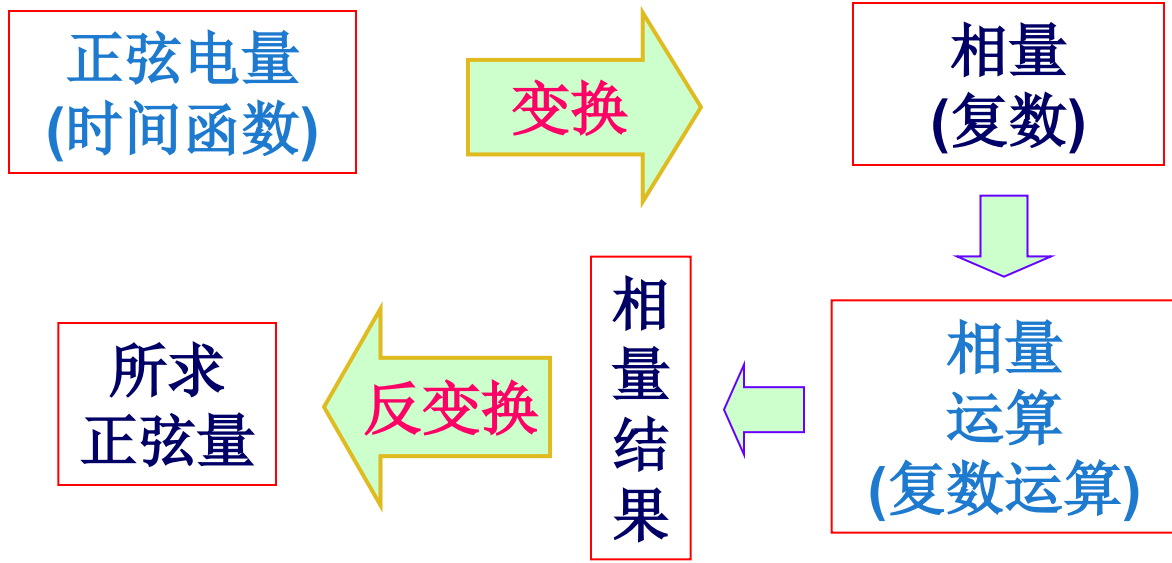 正弦电量
(时间函数)
变换
相量
(复数)
相量
运算
(复数运算)
相
量
结
果
反变换
所求
正弦量